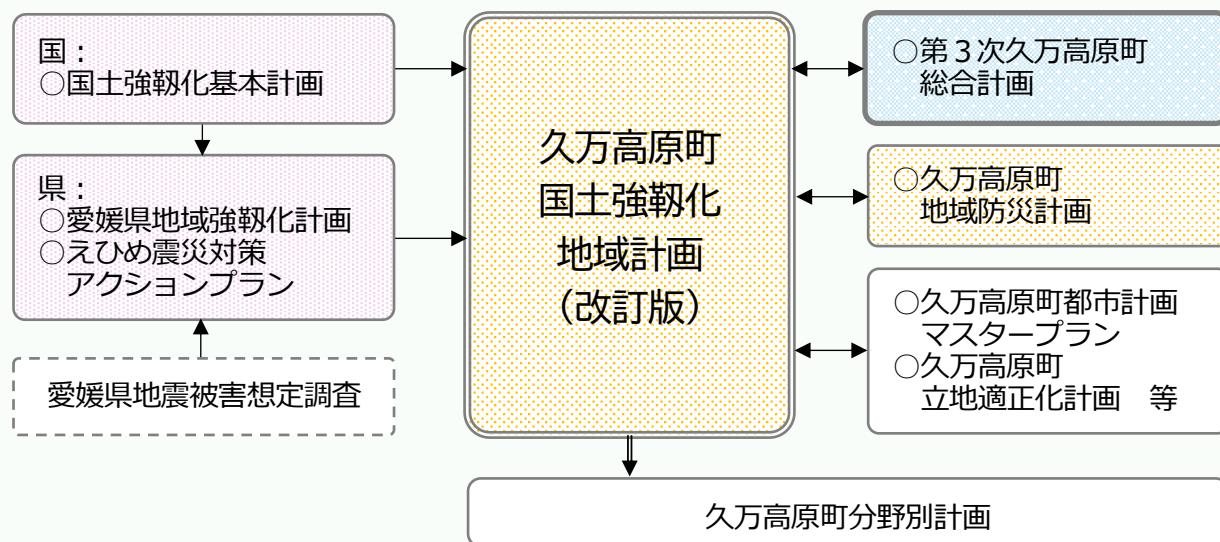 国：
○国土強靱化基本計画
県：
○愛媛県地域強靱化計画
○えひめ震災対策
アクションプラン
愛媛県地震被害想定調査
久万高原町
国土強靱化
地域計画
（改訂版）
○第３次久万高原町
総合計画
○久万高原町
地域防災計画
○久万高原町都市計画
マスタープラン
○久万高原町
立地適正化計画　等
久万高原町分野別計画